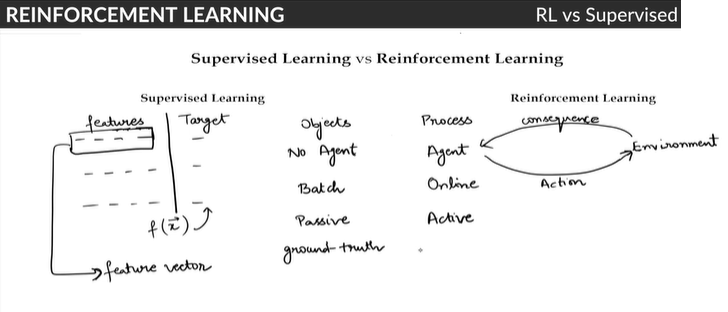 REINFORCEMENT LEARNING
RL vs Supervised
Supervised Learning vs Reinforcement Learning
Supervised Learning
Reinforcement Learning
features
Target
Objects
Process
consequence
No Agent
Agent
Environment
Batch
Online
Action
Passive
Active
f(x⃗)
ground-truth
feature vector